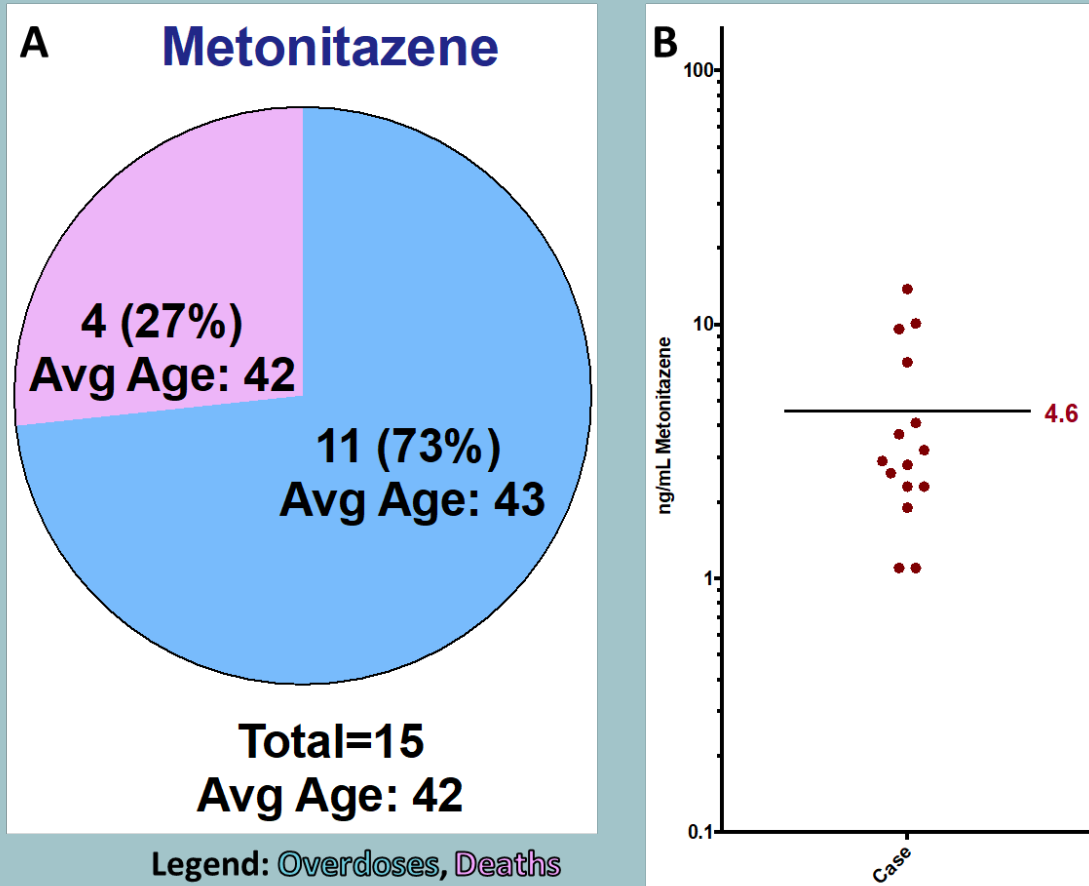 A
Metonitazene
4 (27%)
Avg Age: 42
11 (73%)
Avg Age: 43
Total=15
Avg Age: 42
Legend: Overdoses, Deaths
B
ng/mL Metonitazene
100
10
1
0.1
4.6
Case